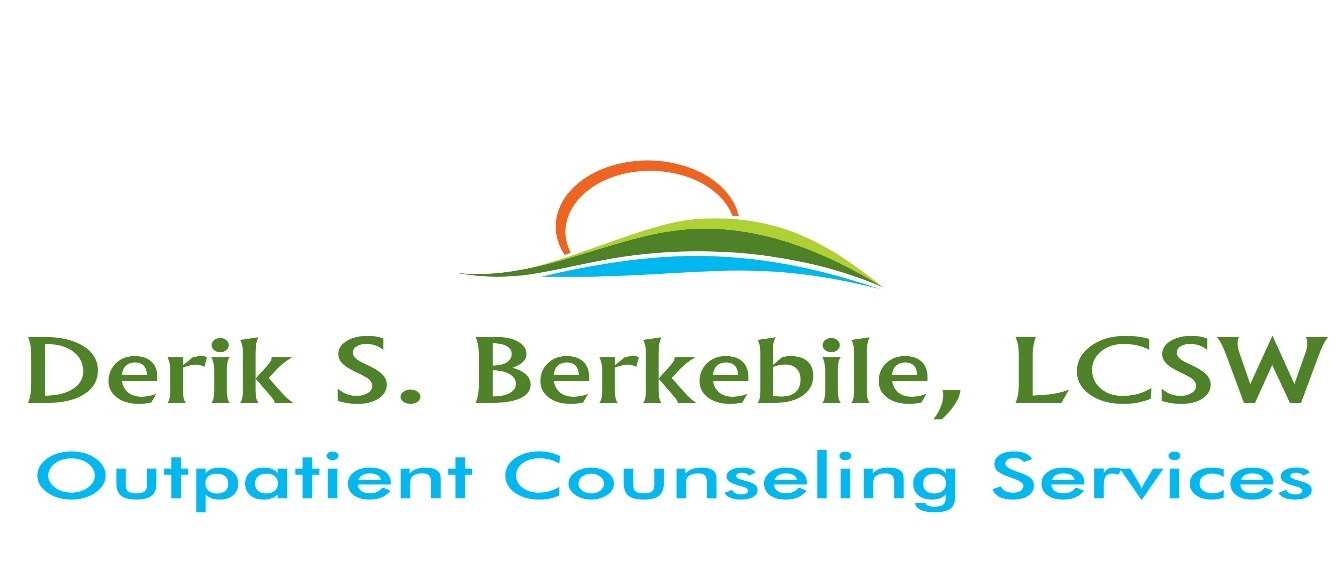 Derik S. Berkebile, LCSW
Outpatient Counseling Services